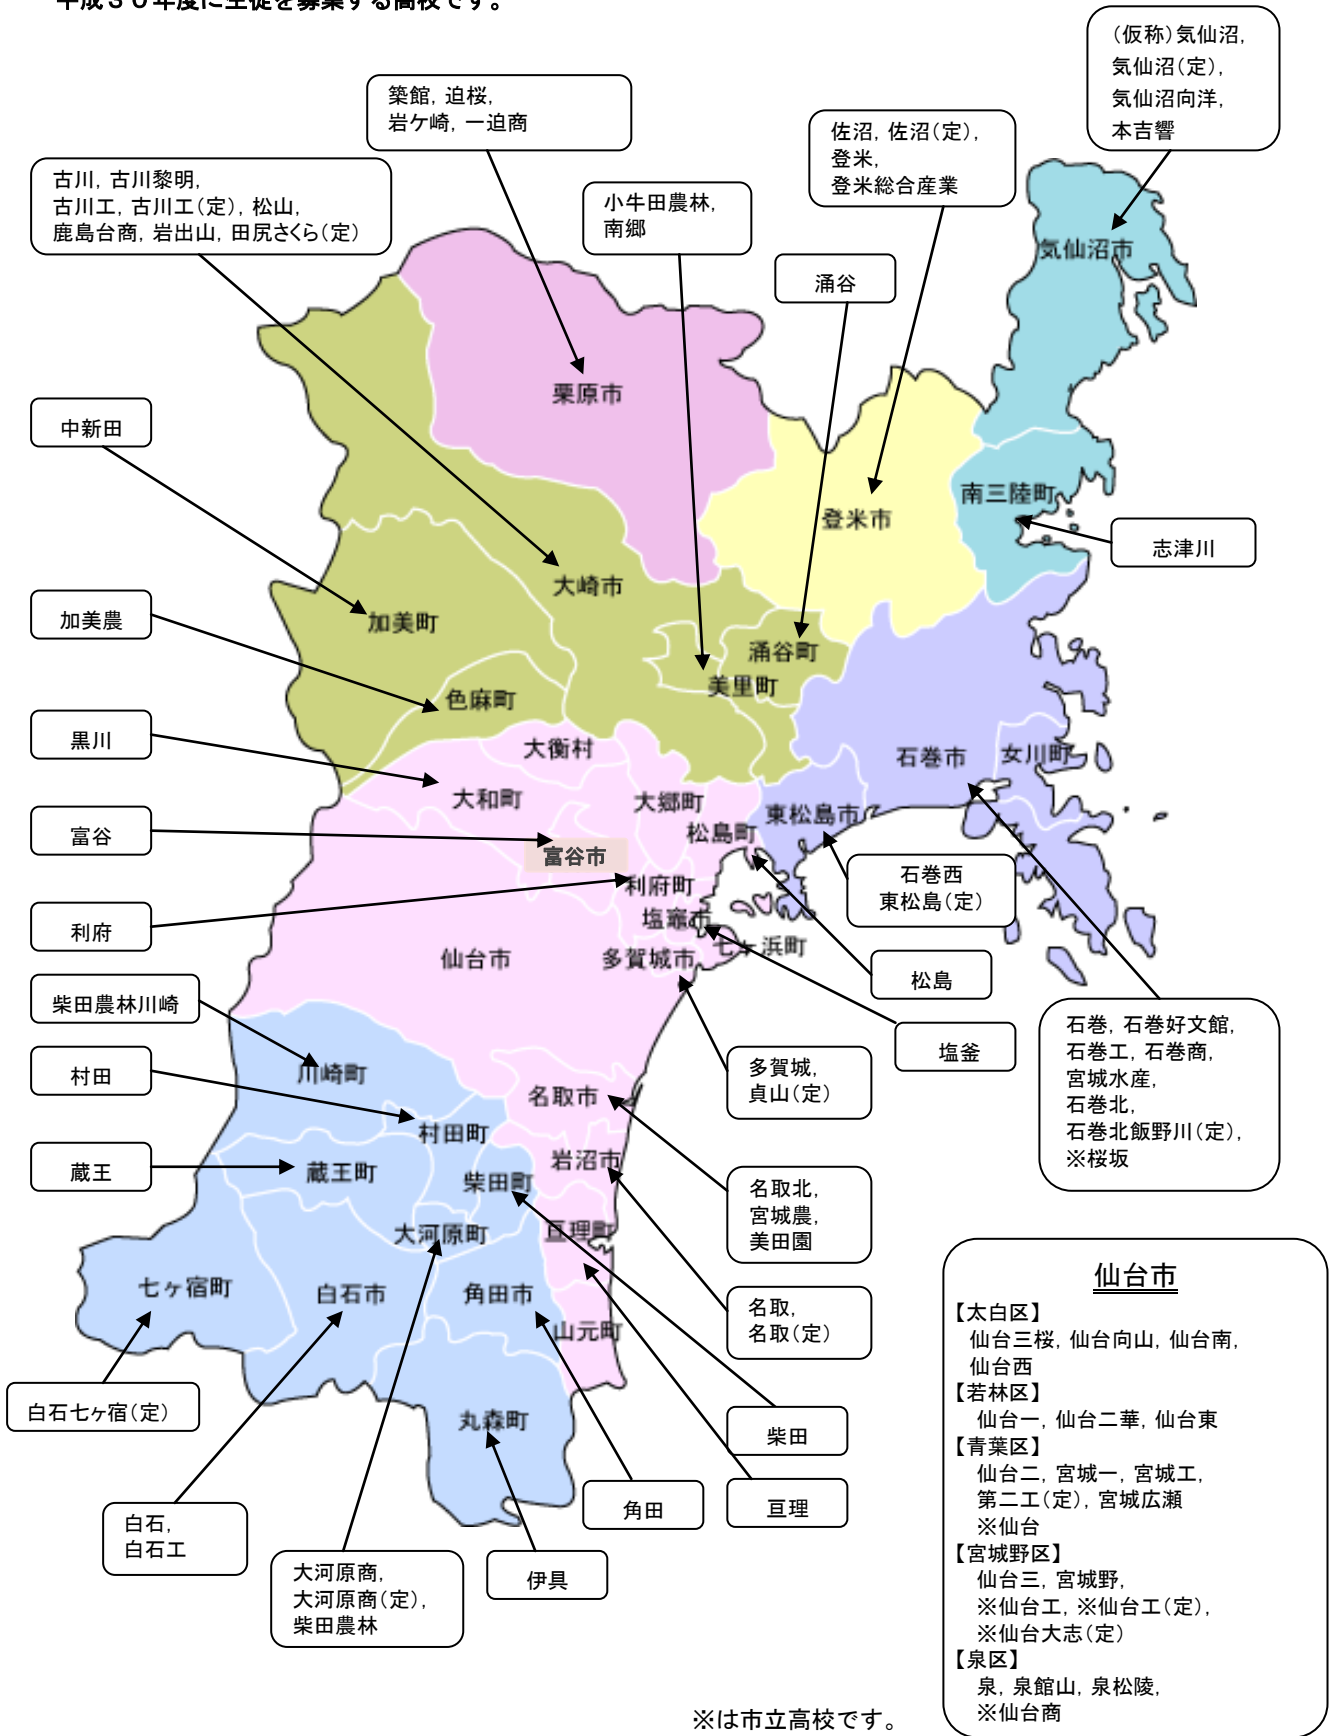 平成３０年度に生徒を募集する高校です。
（仮称）気仙沼，
気仙沼（定），
気仙沼向洋，
本吉響
築館，迫桜，
岩ケ崎，一迫商
佐沼，佐沼（定），
登米，
登米総合産業
古川，古川黎明，
古川工，古川工（定），松山，
鹿島台商，岩出山，田尻さくら（定）
小牛田農林，
南郷
涌谷
気仙沼市
栗原市
中新田
南三陸町
登米市
志津川
大崎市
加美農
加美町
涌谷町
美里町
色麻町
黒川
大衡村
石巻市
女川町
大和町
大郷町
東松島市
富谷
松島町
富谷市
石巻西
東松島（定）
利府町
利府
塩竈市
仙台市
多賀城市
七ヶ浜町
松島
柴田農林川崎
石巻，石巻好文館，
石巻工，石巻商，
宮城水産，
石巻北，
石巻北飯野川（定），
※桜坂
塩釜
川崎町
村田
多賀城，
貞山（定）
名取市
村田町
蔵王
蔵王町
岩沼市
柴田町
名取北，
宮城農，
美田園
大河原町
亘理町
七ヶ宿町
白石市
角田市
名取，
名取（定）
山元町
白石七ヶ宿（定）
丸森町
柴田
角田
亘理
白石，
白石工
大河原商，
大河原商（定），
柴田農林
伊具
仙台市
【太白区】
仙台三桜，仙台向山，仙台南，
仙台西
【若林区】
仙台一，仙台二華，仙台東
【青葉区】
仙台二，宮城一，宮城工，
第二工（定），宮城広瀬
※仙台
【宮城野区】
仙台三，宮城野，
※仙台工，※仙台工（定），
※仙台大志（定）
【泉区】
泉，泉館山，泉松陵，
※仙台商
※は市立高校です。